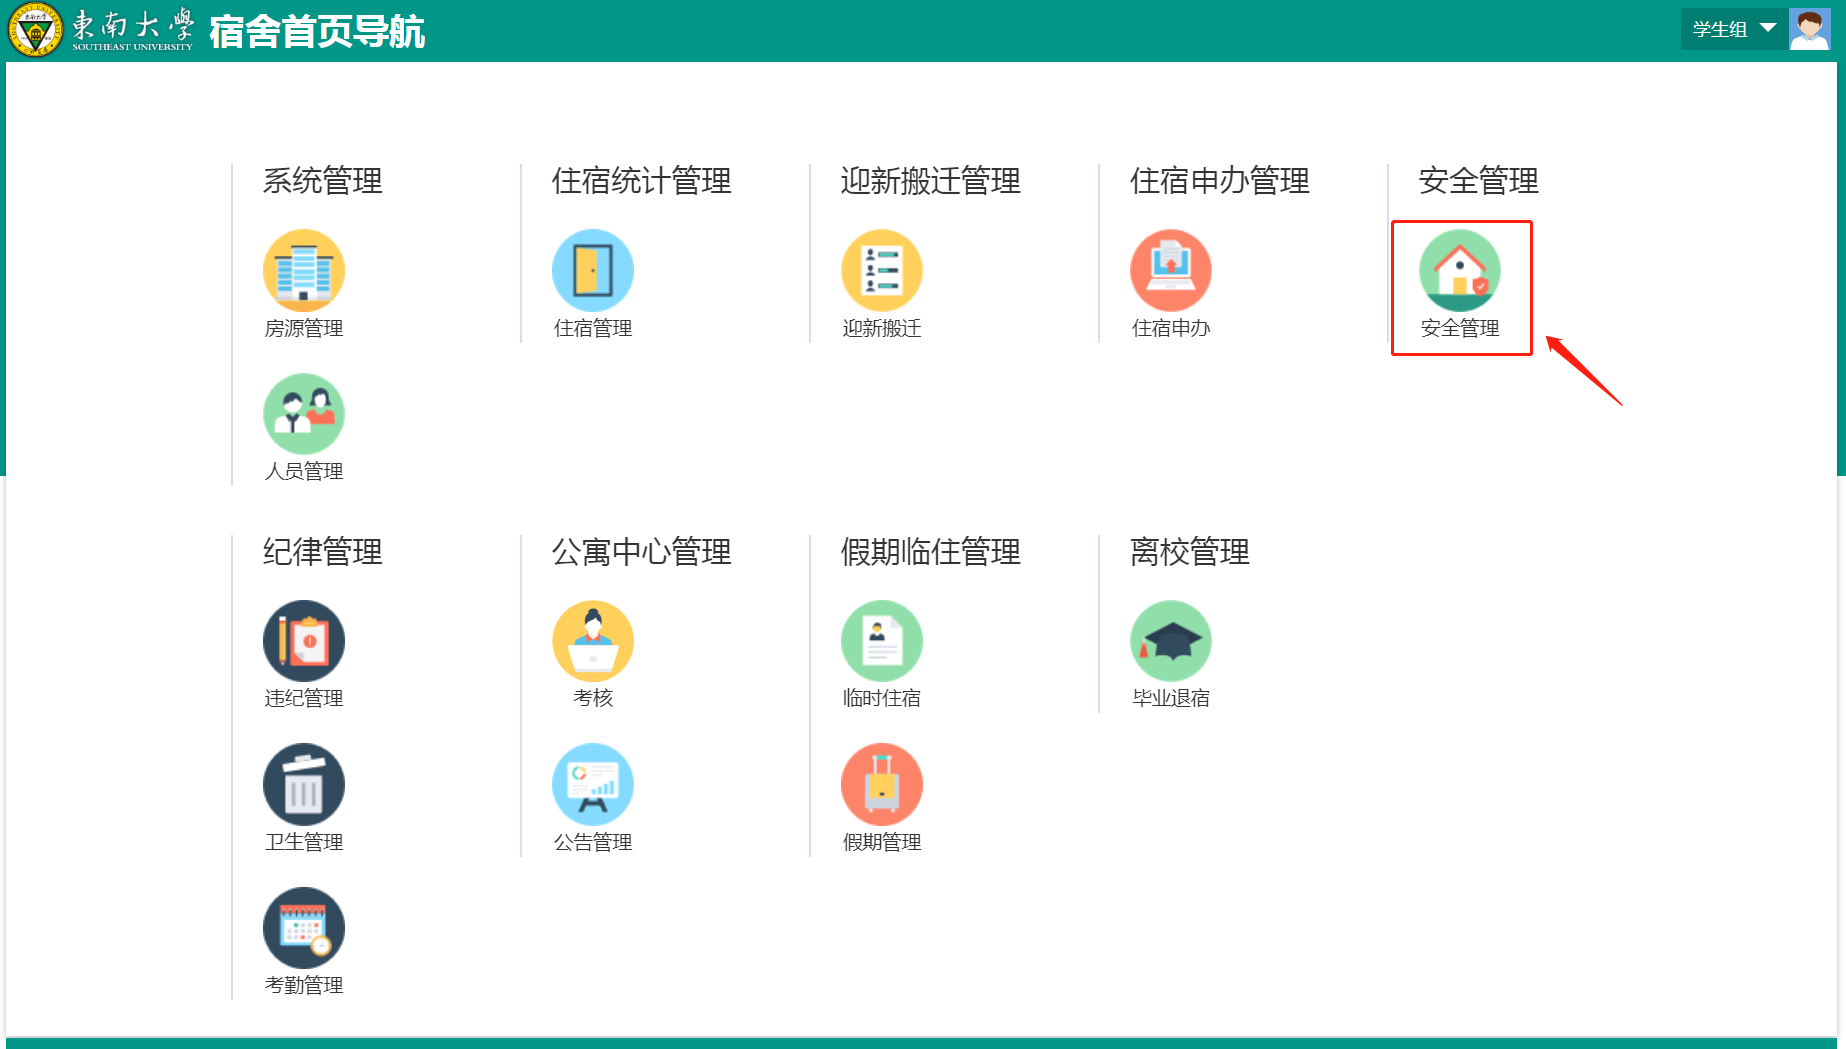 東南大學
SOUTHEAST UNIVERSITY
宿舍首页导航
学生组
系统管理
房源管理
人员管理
住宿统计管理
住宿管理
迎新搬迁管理
迎新搬迁
住宿申办管理
住宿申办
安全管理
安全管理
纪律管理
违纪管理
卫生管理
考勤管理
公寓中心管理
考核
公告管理
假期临住管理
临时住宿
假期管理
离校管理
毕业退宿